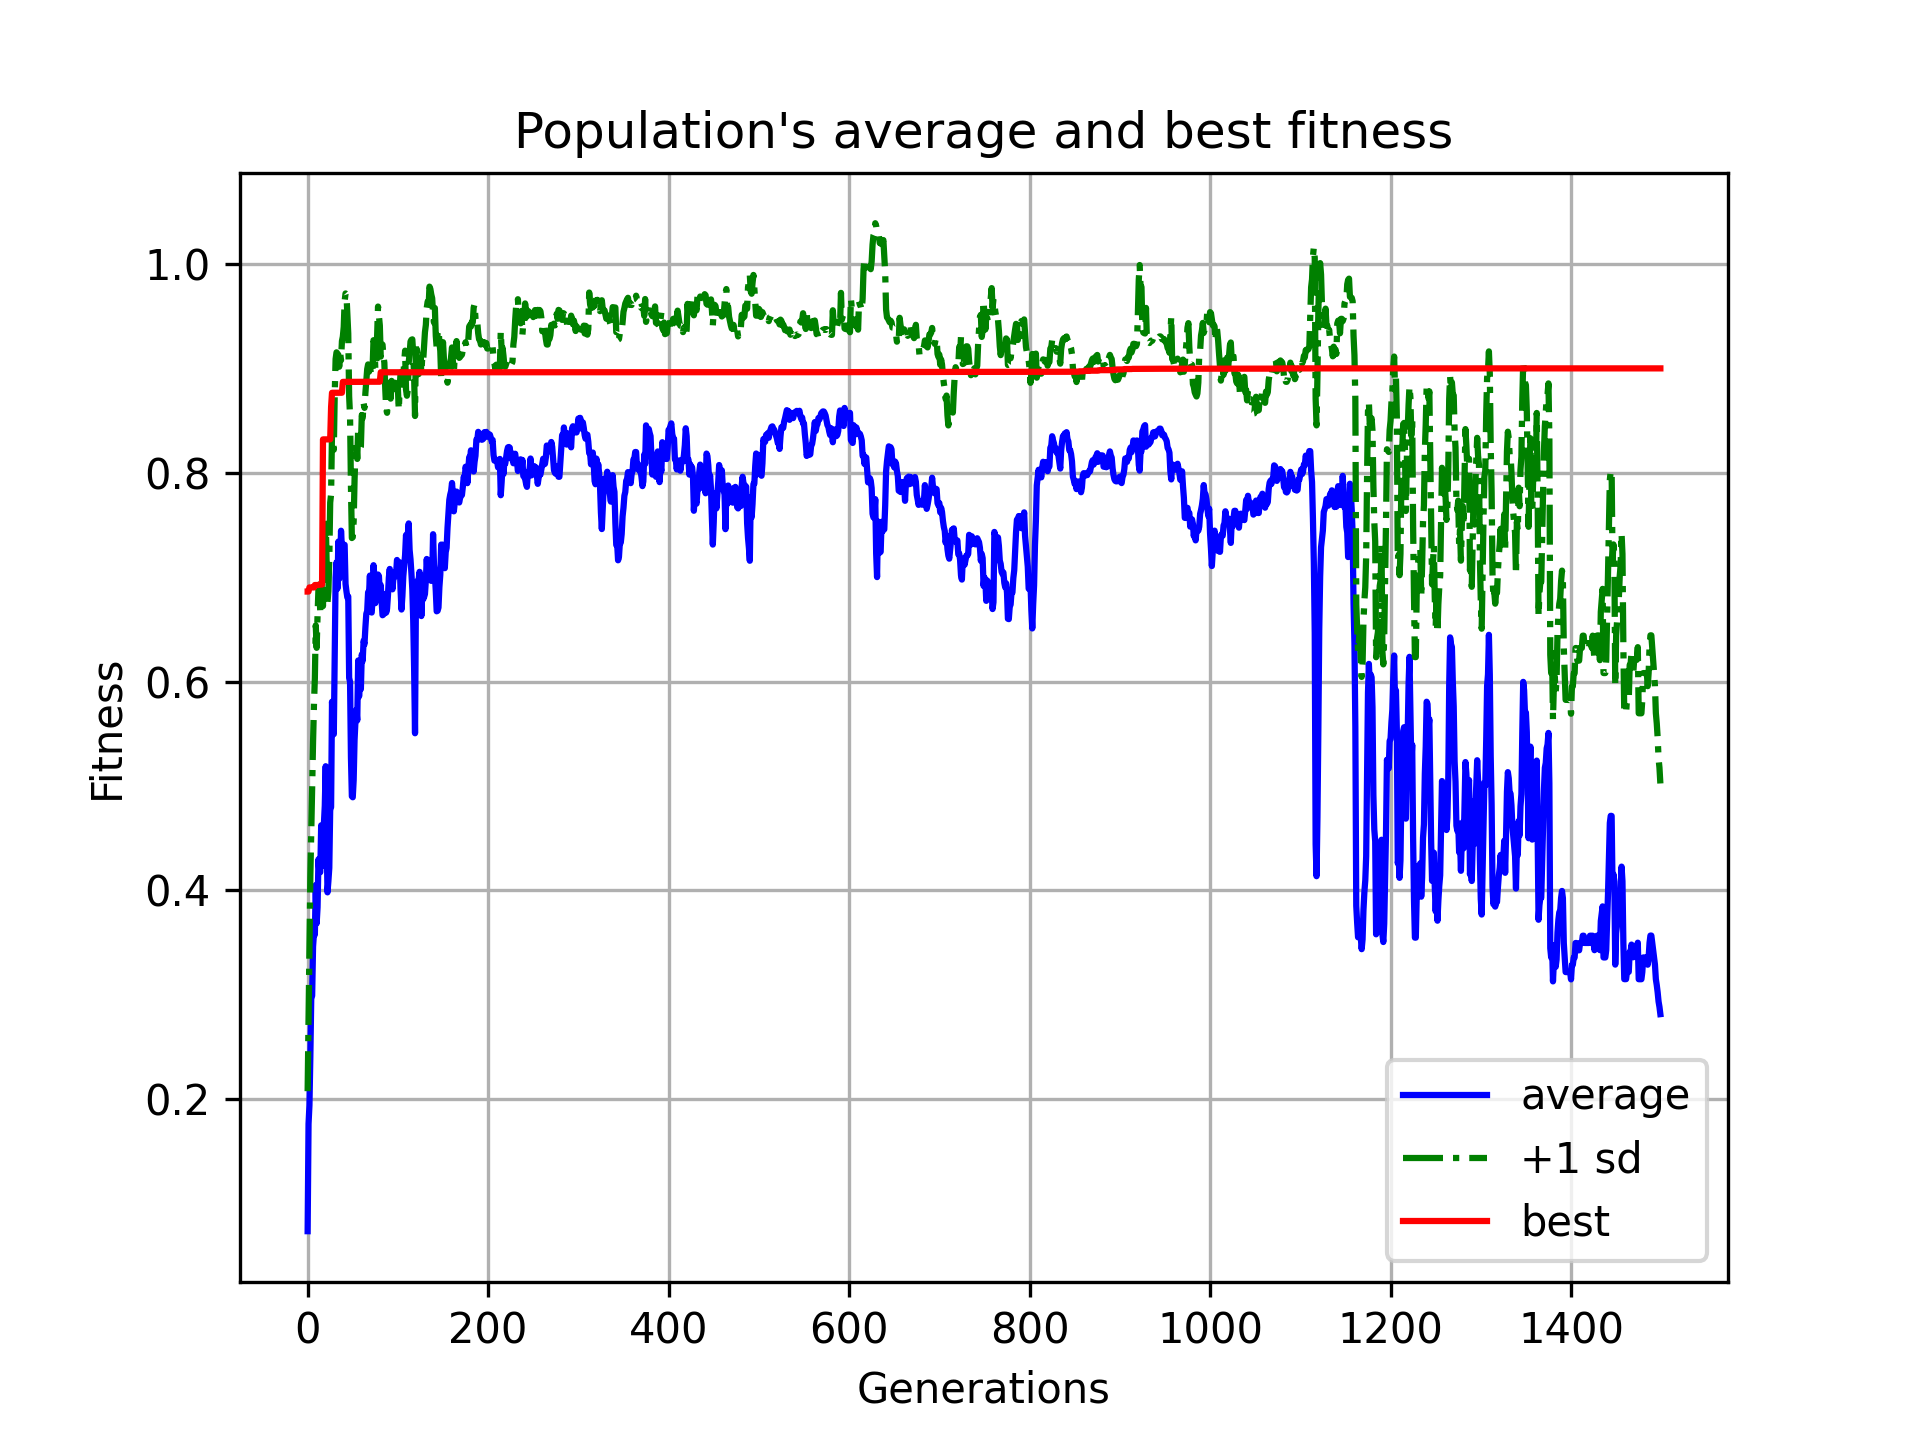 Population's average and best fitness
1.0
0.8
0.6
0.4
0.2
Fitness
average
+1 sd
best
0 200 400 600 800 1000 1200 1400
Generations